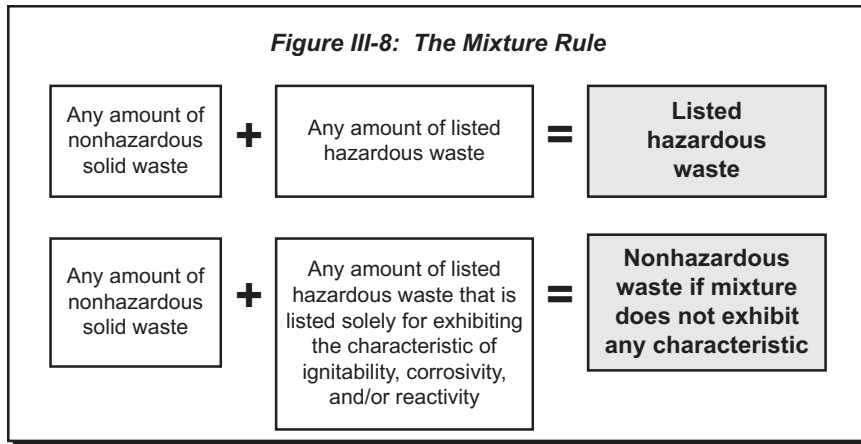 Figure III-8: The Mixture Rule
Any amount of
nonhazardous
solid waste
+
Any amount of listed
hazardous waste
=
Listed
hazardous
waste
Any amount of
nonhazardous
solid waste
+
Any amount of listed
hazardous waste that is
listed solely for exhibiting
the characteristic of
ignitability, corrosivity,
and/or reactivity
=
Nonhazardous
waste if mixture
does not exhibit
any characteristic